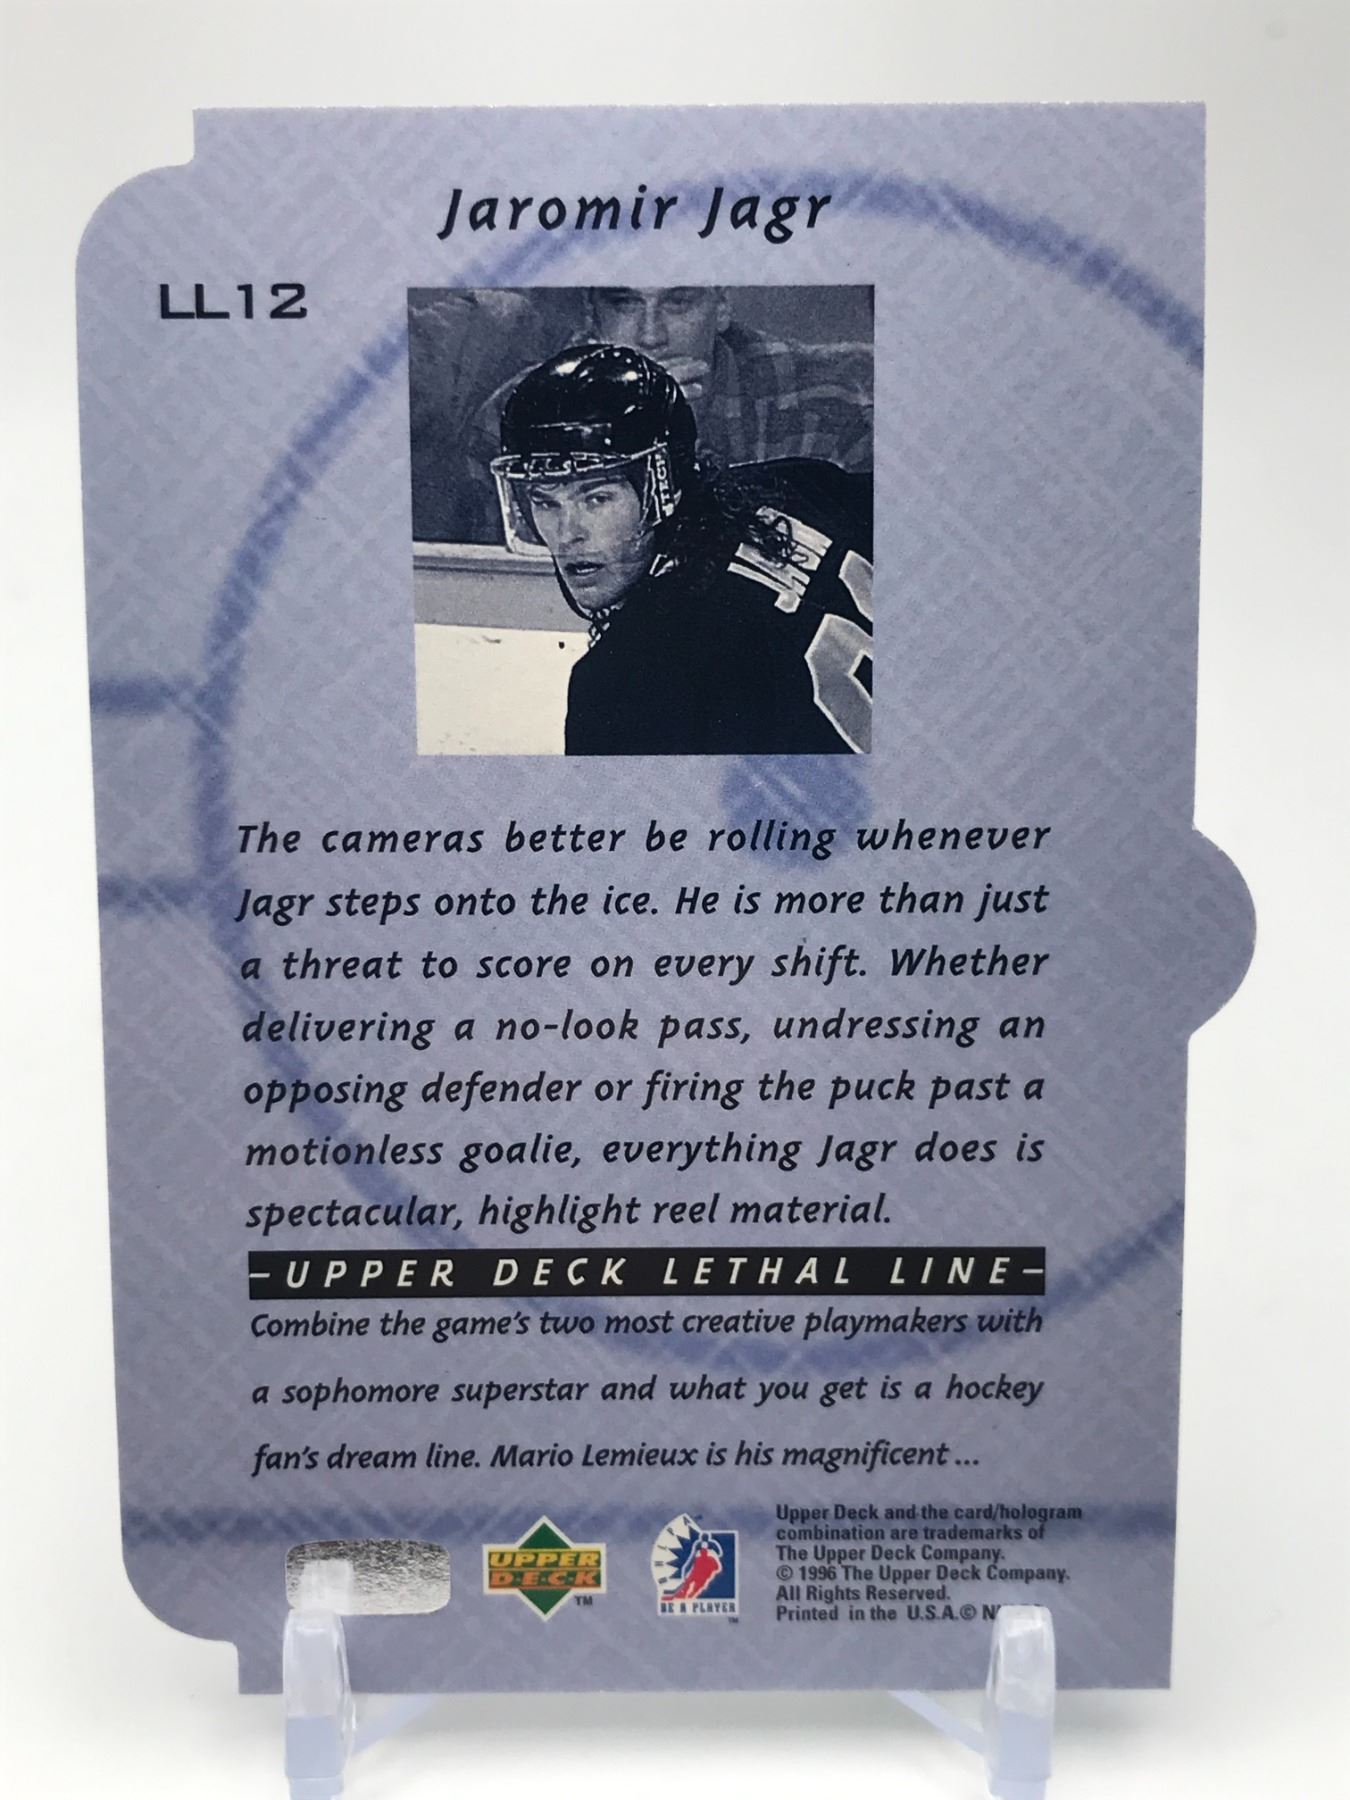 Jaromir Jagr
LL12
The cameras better be rolling whenever
Jagr steps onto the ice. He is more than just
a threat to score on every shift. Whether
delivering a no-look pass, undressing an
opposing defender or firing the puck past a
motionless goalie, everything Jagr does is
spectacular, highlight reel material.
–UPPER DECK LETHAL LINE–
Combine the game's two most creative playmakers with
a sophomore superstar and what you get is a hockey
fan's dream line. Mario Lemieux is his magnificent...
UPPER
DECK
TM
NHLPA
BE A PLAYER
TM
Upper Deck and the card/hologram
combination are trademarks of
The Upper Deck Company.
© 1996 The Upper Deck Company.
All Rights Reserved.
Printed in the U.S.A.©